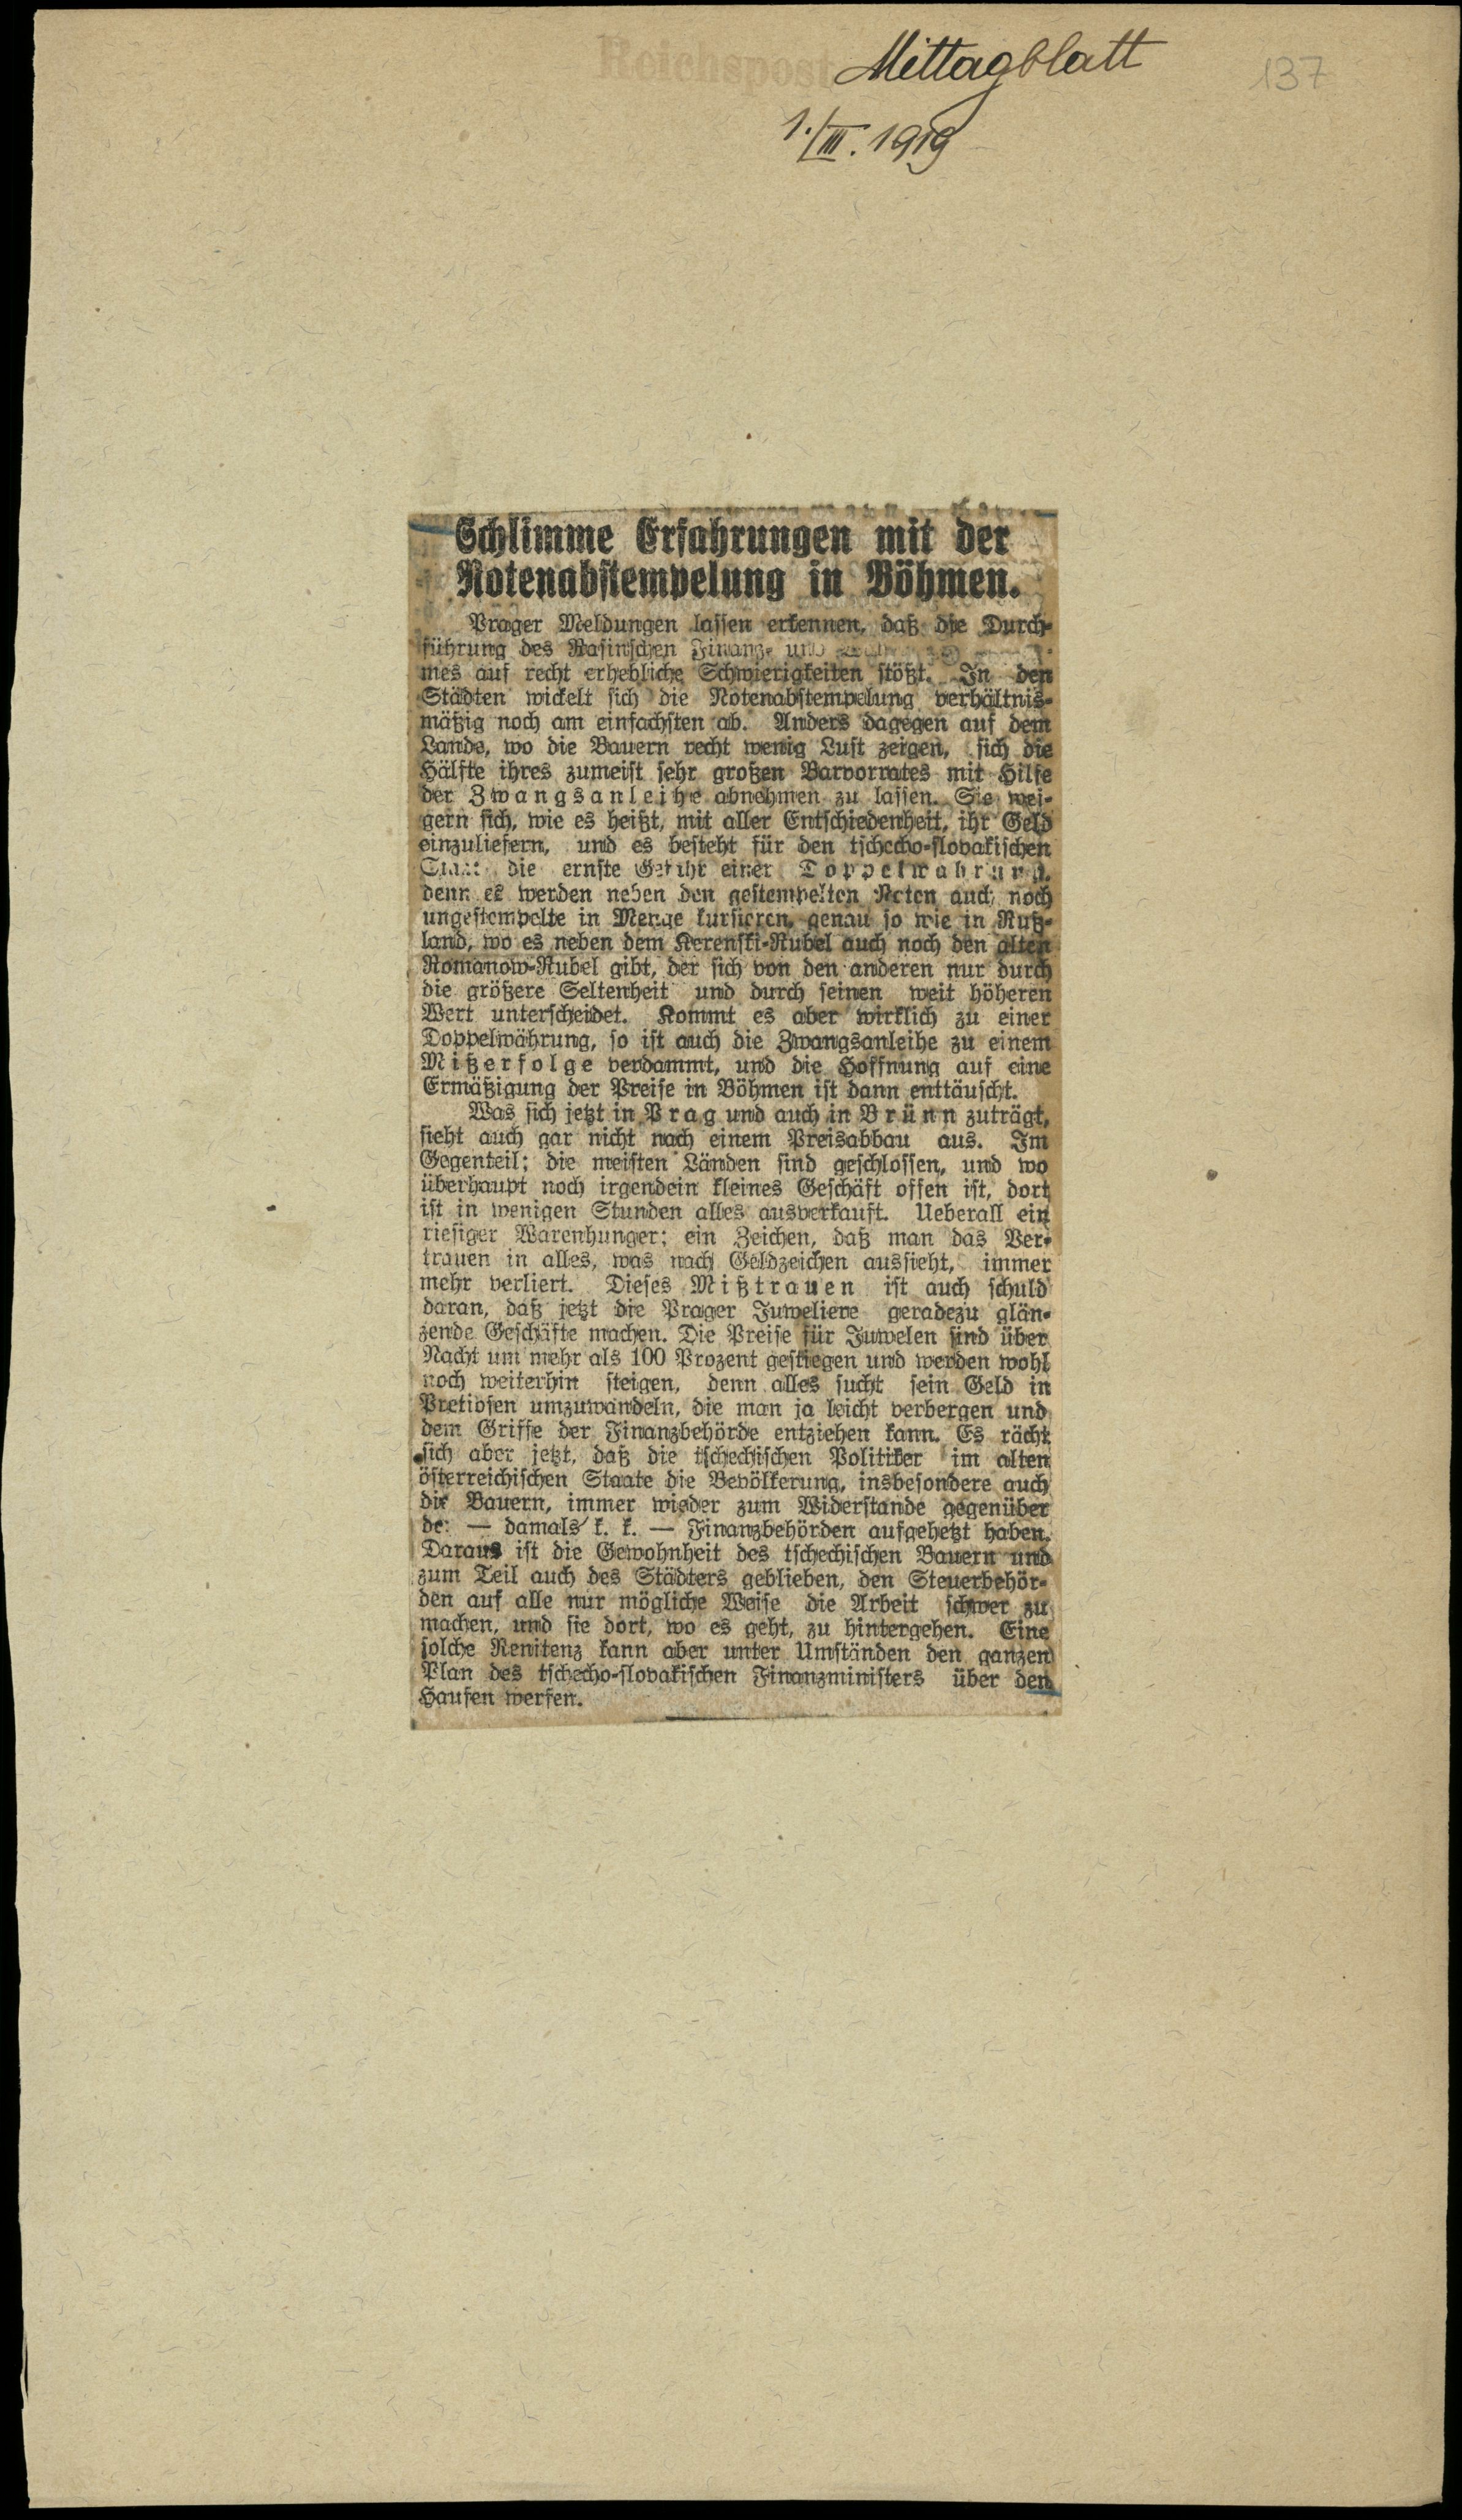 Reichspost
Mittagblatt
137
1./III. 1919
Schlimme Erfahrungen mit der
Notenabstempelung in Böhmen.
Prager Meldungen lassen erkennen, daß die Durch-
führung des Rasinschen Finanz- und
mes auf recht erhebliche Schwierigkeiten stößt. In den
Städten wickelt sich die Notenabstempelung verhältnis-
mäßig noch am einfachsten ab. Anders dagegen auf dem
Lande, wo die Bauern recht wenig Lust zeigen, sich die
Hälfte ihres zumeist sehr großen Barvorrates mit Hilfe
der Zwangsanleihe abnehmen zu lassen. Sie wei-
gern sich, wie es heißt, mit aller Entschiedenheit, ihr Geld
einzuliefern, und es besteht für den tschecho-slovakischen
Staat die ernste Gefahr einer Doppelwährung,
denn es werden neben den gestempelten Noten auch noch
ungestempelte in Menge kursieren, genau so wie in Ruß-
land, wo es neben dem Kerenski-Rubel auch noch den alten
Romanow-Rubel gibt, der sich von den anderen nur durch
die größere Seltenheit und durch seinen weit höheren
Wert unterscheidet. Kommt es aber wirklich zu einer
Doppelwährung, so ist auch die Zwangsanleihe zu einem
Mißerfolge verdammt, und die Hoffnung auf eine
Ermäßigung der Preise in Böhmen ist dann enttäuscht.
Was sich jetzt in Prag und auch in Brünn zuträgt,
sieht auch gar nicht nach einem Preisabbau aus. Im
Gegenteil; die meisten Länden sind geschlossen, und wo
überhaupt noch irgendein kleines Geschäft offen ist, dort
ist in wenigen Stunden alles ausverkauft. Ueberall ein
riesiger Warenhunger; ein Zeichen, daß man das Ver-
trauen in alles, was nach Geldzeichen aussieht, immer
mehr verliert. Dieses Mißtrauen ist auch schuld
daran, daß jetzt die Prager Juweliere geradezu glän-
zende Geschäfte machen. Die Preise für Juwelen sind über
Nacht um mehr als 100 Prozent gestiegen und werden wohl
noch weiterhin steigen, denn alles sucht sein Geld in
Pretiosen umzuwandeln, die man ja leicht verbergen und
dem Griffe der Finanzbehörde entziehen kann. Es rächt
sich aber jetzt, daß die tschechischen Politiker im alten
österreichischen Staate die Bevölkerung, insbesondere auch
die Bauern, immer wieder zum Widerstande gegenüber
de: — damals k. k. — Finanzbehörden aufgehetzt haben.
Daraus ist die Gewohnheit des tschechischen Bauern und
zum Teil auch des Städters geblieben, den Steuerbehör-
den auf alle nur mögliche Weise die Arbeit schwer zu
machen, und sie dort, wo es geht, zu hintergehen. Eine
solche Renitenz kann aber unter Umständen den ganzen
Plan des tschecho-slovakischen Finanzministers über den
Haufen werfen.